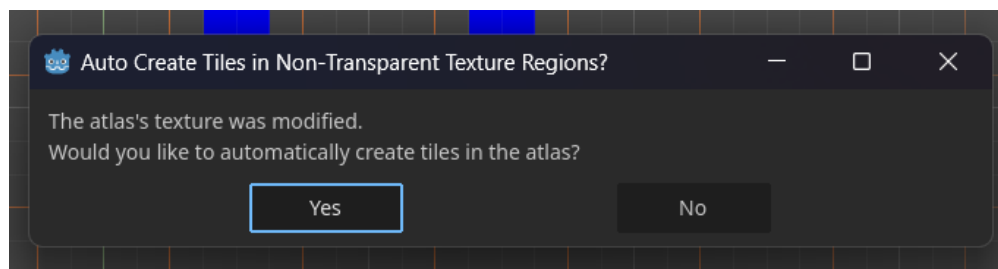 Auto Create Tiles in Non-Transparent Texture Regions?
The atlas's texture was modified.
Would you like to automatically create tiles in the atlas?
Yes
No